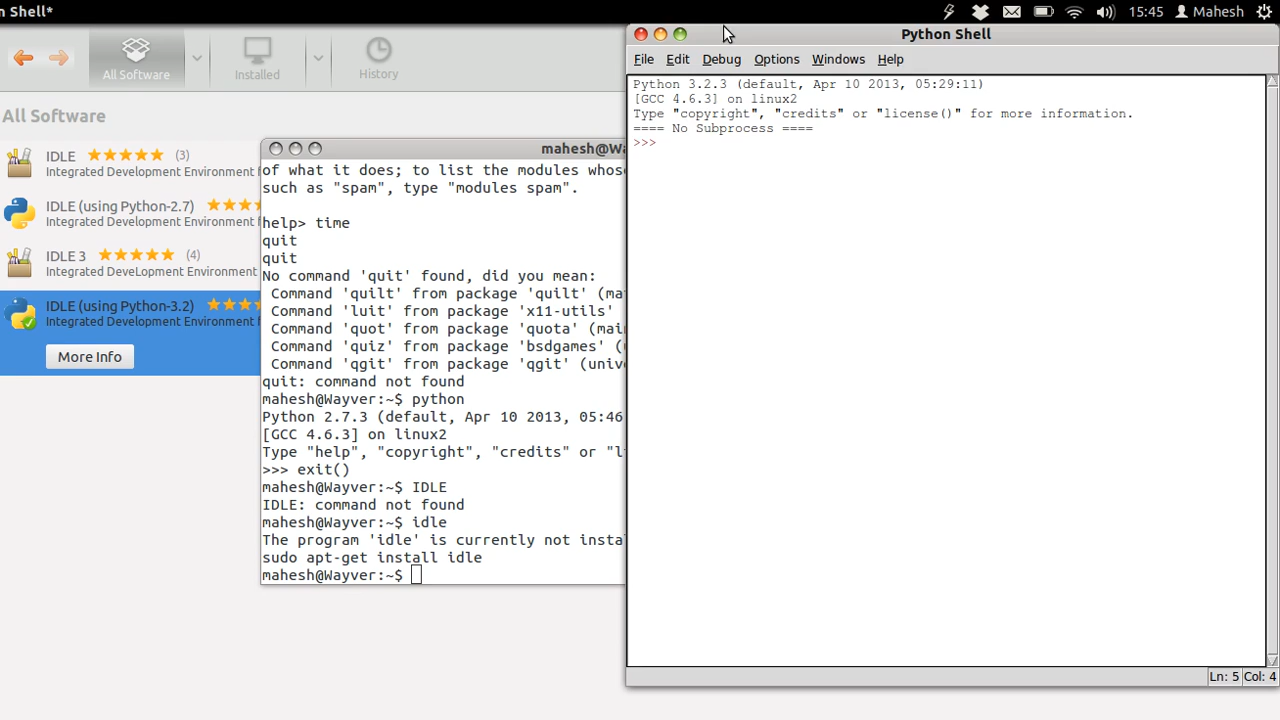 n Shell*
15:45
Mahesh
All Software
Installed
History
All Software
IDLE (3)
Integrated Development Environment f
IDLE (using Python-2.7)
Integrated Development Environment f
IDLE 3 (4)
Integrated Development Environment
IDLE (using Python-3.2)
Integrated Development Environment f
More Info
mahesh@Wa
of what it does; to list the modules whos
such as "spam", type "modules spam".
help> time
quit
quit
No command 'quit' found, did you mean:
Command 'quilt' from package 'quilt' (ma
Command 'luit' from package 'x11-utils'
Command 'quot' from package 'quota' (mai
Command 'quiz' from package 'bsdgames' (
Command 'qgit' from package 'qgit' (univ
quit: command not found
mahesh@Wayver:~$ python
Python 2.7.3 (default, Apr 10 2013, 05:46
[GCC 4.6.3] on linux2
Type "help", "copyright", "credits" or "l
>>> exit()
mahesh@Wayver:~$ IDLE
IDLE: command not found
mahesh@Wayver:~$ idle
The program 'idle' is currently not insta
sudo apt-get install idle
mahesh@Wayver:~$
Python Shell
File Edit Debug Options Windows Help
Python 3.2.3 (default, Apr 10 2013, 05:29:11)
[GCC 4.6.3] on linux2
Type "copyright", "credits" or "license()" for more information.
==== No Subprocess ====
>>>
Ln: 5 Col: 4